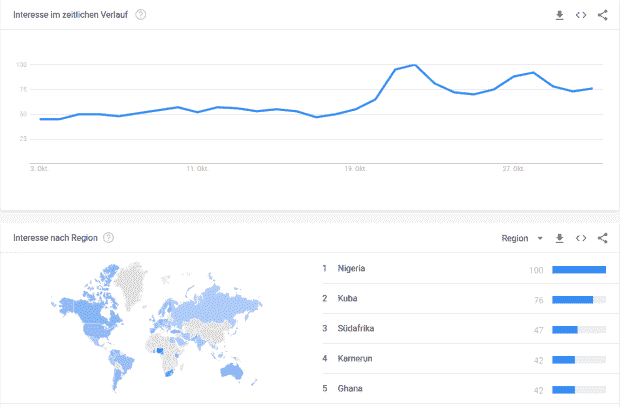 Interesse im zeitlichen Verlauf
100
75
50
25
3. Okt.
11. Okt.
19. Okt.
27. Okt.
Interesse nach Region
Region
1 Nigeria 100
2 Kuba 76
3 Südafrika 47
4 Kamerun 42
5 Ghana 42